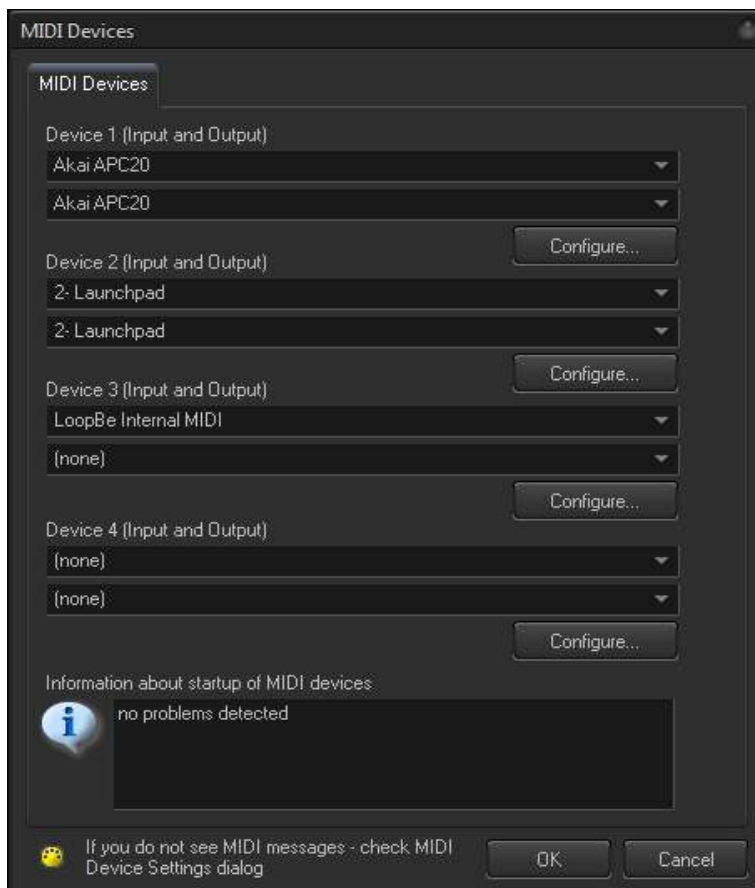 MIDI Devices
MIDI Devices
Device 1 (Input and Output)
Akai APC20
Akai APC20
Configure...
Device 2 (Input and Output)
2- Launchpad
2- Launchpad
Configure...
Device 3 (Input and Output)
LoopBe Internal MIDI
(none)
Configure...
Device 4 (Input and Output)
(none)
(none)
Configure...
Information about startup of MIDI devices
no problems detected
If you do not see MIDI messages - check MIDI
Device Settings dialog
OK
Cancel